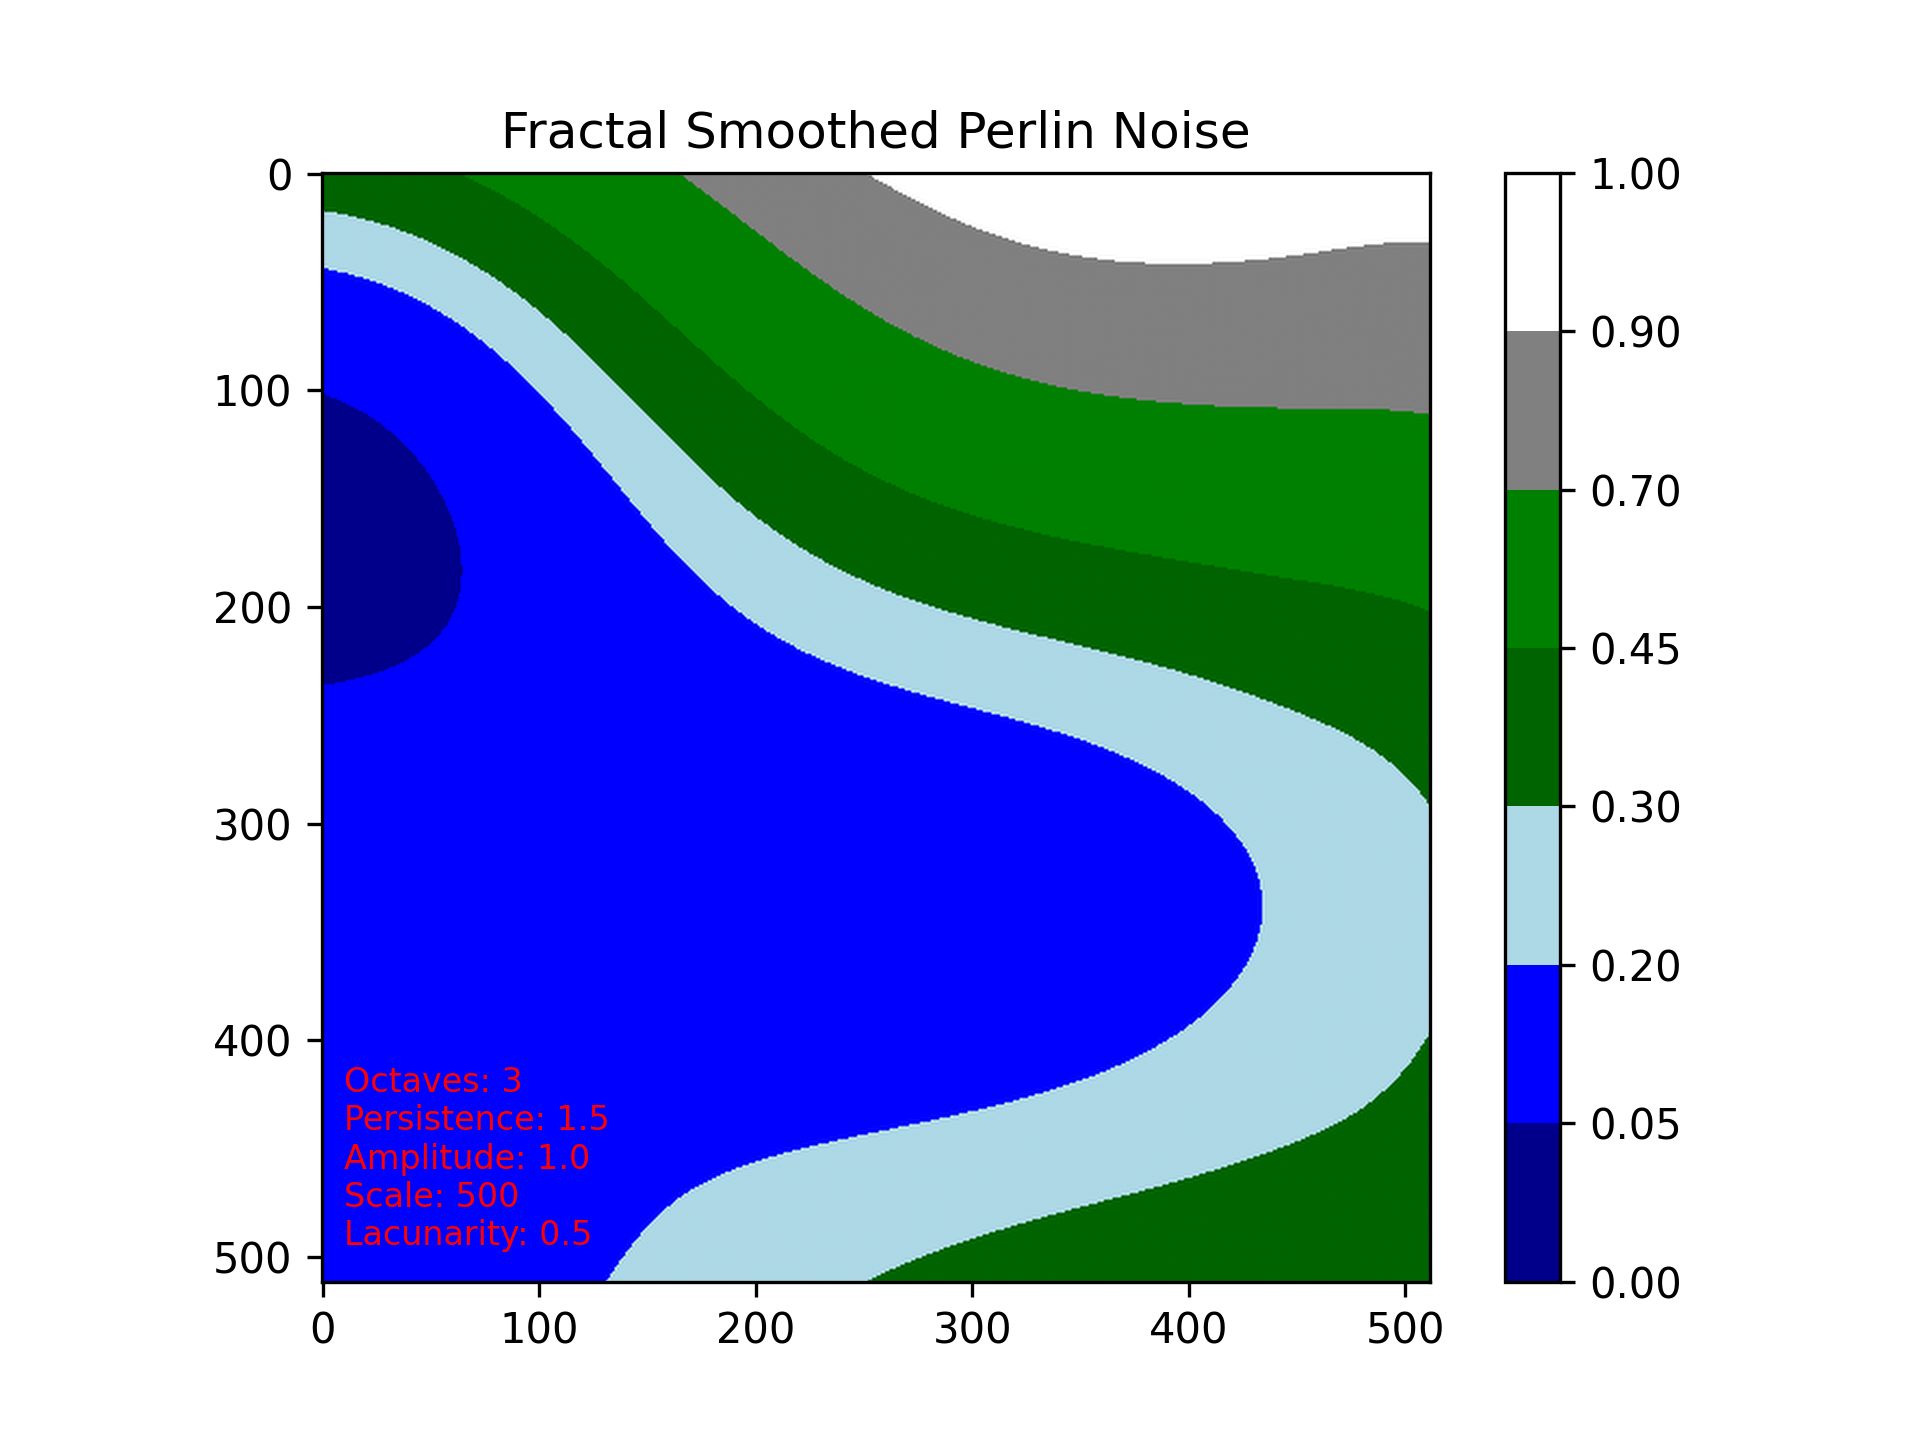 Fractal Smoothed Perlin Noise
0
100
200
300
400
500
0 100 200 300 400 500
Octaves: 3
Persistence: 1.5
Amplitude: 1.0
Scale: 500
Lacunarity: 0.5
1.00
0.90
0.70
0.45
0.30
0.20
0.05
0.00